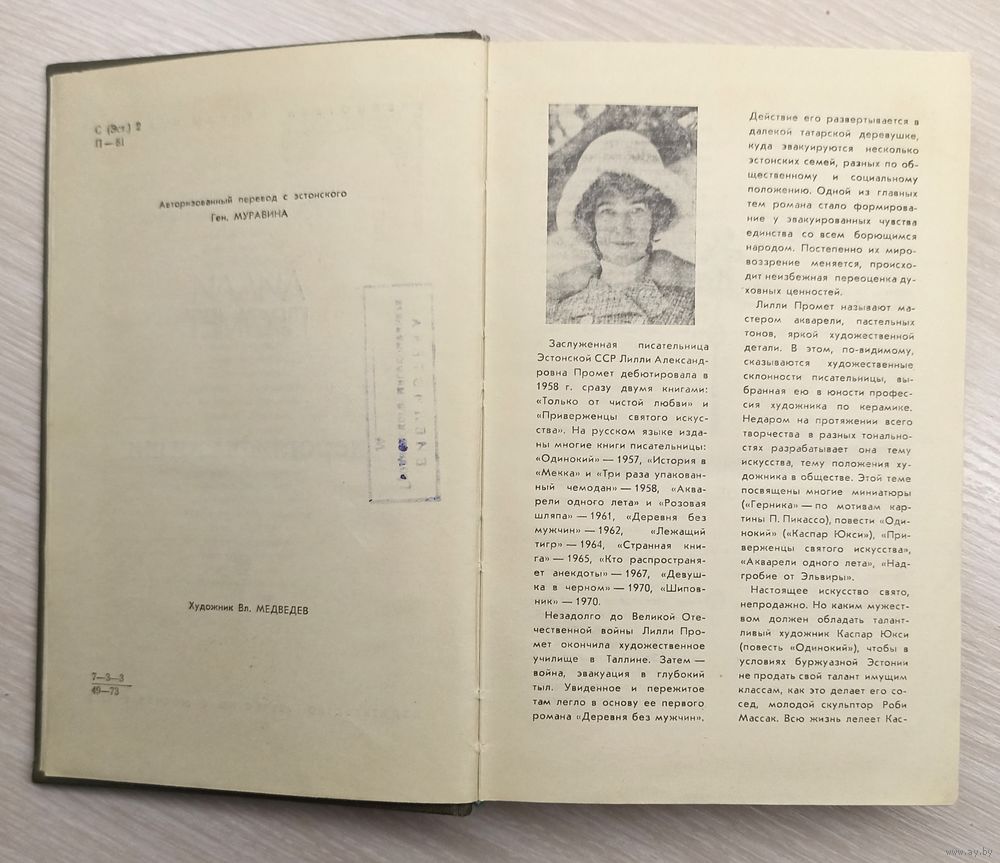 С (Эст.) 2
П—81
Авторизованный перевод с эстонского
Ген. МУРАВИНА
БИБЛИОТЕКА
Художник Вл. МЕДВЕДЕВ
7—3—3
49—73
Заслуженная писательница
Эстонской ССР Лилли Александ-
ровна Промет дебютировала в
1958 г. сразу двумя книгами:
«Только от чистой любви» и
«Приверженцы святого искус-
ства». На русском языке изда-
ны многие книги писательницы:
«Одинокий» — 1957, «История в
«Мекка» и «Три раза упакован-
ный чемодан» — 1958, «Аква-
рели одного лета» и «Розовая
шляпа» — 1961, «Деревня без
мужчин» — 1962, «Лежащий
тигр» — 1964, «Странная кни-
га» — 1965, «Кто распространя-
ет анекдоты» — 1967, «Девуш-
ка в черном» — 1970, «Шипов-
ник» — 1970.
Незадолго до Великой Оте-
чественной войны Лилли Про-
мет окончила художественное
училище в Таллине. Затем —
война, эвакуация в глубокий
тыл. Увиденное и пережитое
там легло в основу ее первого
романа «Деревня без мужчин».
Действие его развертывается в
далекой татарской деревушке,
куда эвакуируются несколько
эстонских семей, разных по об-
щественному и социальному
положению. Одной из главных
тем романа стало формирова-
ние у эвакуированных чувства
единства со всем борющимся
народом. Постепенно их миро-
воззрение меняется, происхо-
дит неизбежная переоценка ду-
ховных ценностей.
Лилли Промет называют ма-
стером акварели, пастельных
тонов, яркой художественной
детали. В этом, по-видимому,
сказываются художественные
склонности писательницы, вы-
бранная ею в юности профес-
сия художника по керамике.
Недаром на протяжении всего
творчества в разных тонально-
стях разрабатывает она тему
искусства, тему положения ху-
дожника в обществе. Этой теме
посвящены многие миниатюры
(«Герника» — по мотивам кар-
тины П. Пикассо), повести «Оди-
нокий» («Каспар Юкси»), «При-
верженцы святого искусства»,
«Акварели одного лета», «Над-
гробие от Эльвиры».
Настоящее искусство свято,
непродажно. Но каким мужест-
вом должен обладать талант-
ливый художник Каспар Юкси
(повесть «Одинокий»), чтобы в
условиях буржуазной Эстонии
не продать свой талант имущим
классам, как это делает его со-
сед, молодой скульптор Роби
Массак. Всю жизнь лелеет Кас-
www.ay.by